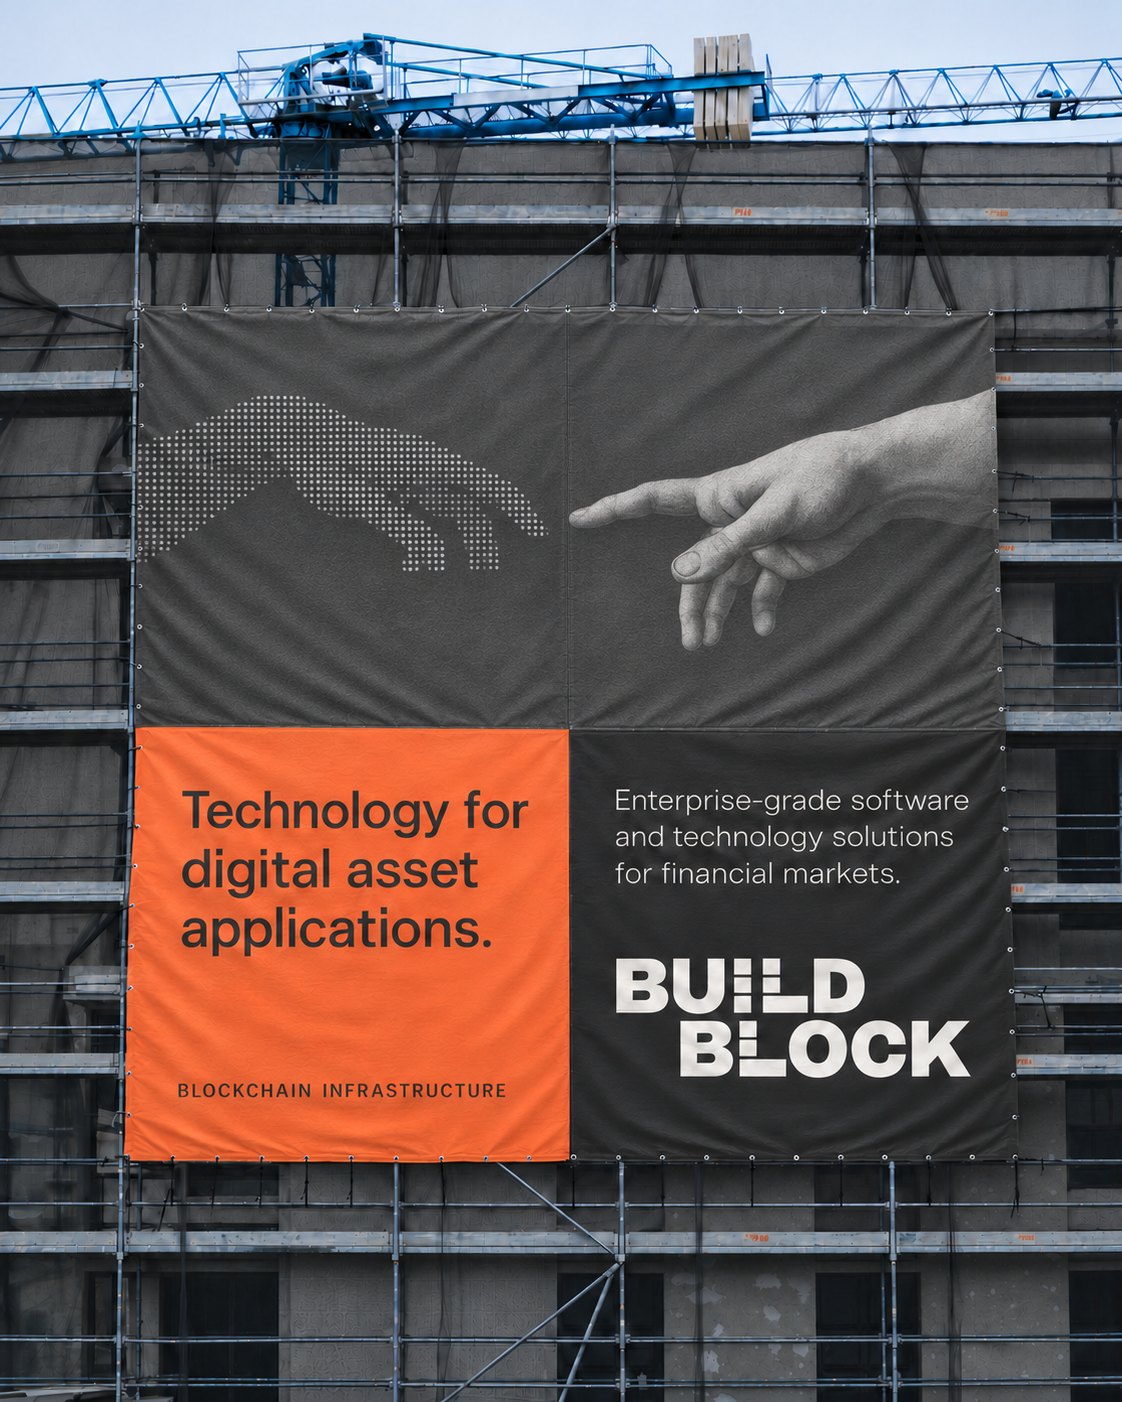 Technology for
digital asset
applications.
BLOCKCHAIN INFRASTRUCTURE
Enterprise-grade software
and technology solutions
for financial markets.
BUILD
BLOCK